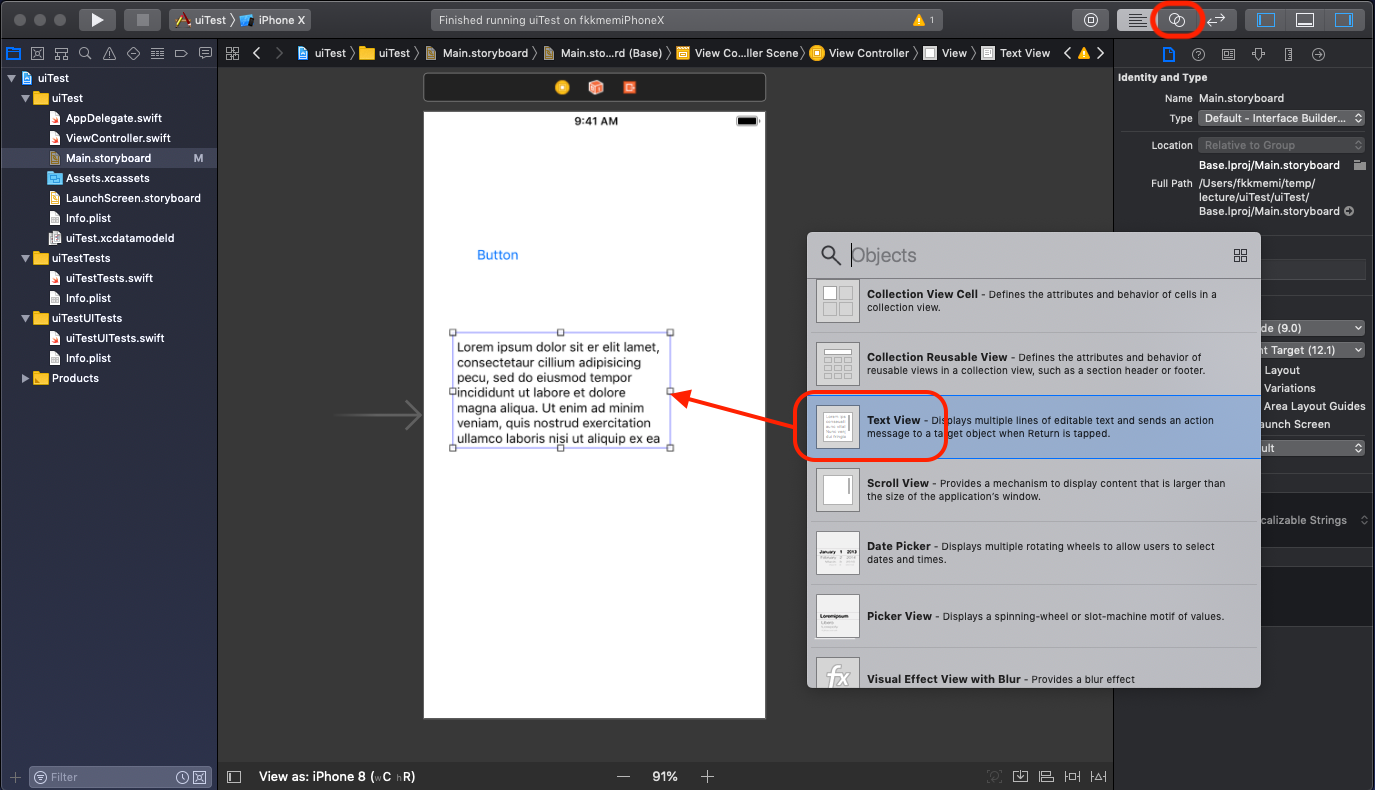 uiTest 〉 iPhone X
Finished running uiTest on fkkmemiPhoneX
1
uiTest 〉 uiTest 〉 Main.storyboard 〉 Main.sto...rd (Base) 〉 View Co...ller Scene 〉 View Controller 〉 View 〉 Text View
uiTest
uiTest
AppDelegate.swift
ViewController.swift
Main.storyboard M
Assets.xcassets
LaunchScreen.storyboard
Info.plist
uiTest.xcdatamodeld
uiTestTests
uiTestTests.swift
Info.plist
uiTestUITests
uiTestUITests.swift
Info.plist
Products
Filter
9:41 AM
Button
Lorem ipsum dolor sit er elit lamet,
consectetaur cillium adipisicing
pecu, sed do eiusmod tempor
incididunt ut labore et dolore
magna aliqua. Ut enim ad minim
veniam, quis nostrud exercitation
ullamco laboris nisi ut aliquip ex ea
View as: iPhone 8 (wC hR)
91%
Objects
Collection View Cell - Defines the attributes and behavior of cells in a
collection view.
Collection Reusable View - Defines the attributes and behavior of
reusable views in a collection view, such as a section header or footer.
Text View - Displays multiple lines of editable text and sends an action
message to a target object when Return is tapped.
Scroll View - Provides a mechanism to display content that is larger than
the size of the application's window.
January 1 2013
Date Picker - Displays multiple rotating wheels to allow users to select
dates and times.
Loremipsum
Picker View - Displays a spinning-wheel or slot-machine motif of values.
fx
Visual Effect View with Blur - Provides a blur effect
Identity and Type
Name Main.storyboard
Type Default - Interface Builder...
Location Relative to Group
Base.lproj/Main.storyboard
Full Path /Users/fkkmemi/temp/
lecture/uiTest/uiTest/
Base.lproj/Main.storyboard
de (9.0)
nt Target (12.1)
Layout
Variations
Area Layout Guides
aunch Screen
ult
calizable Strings